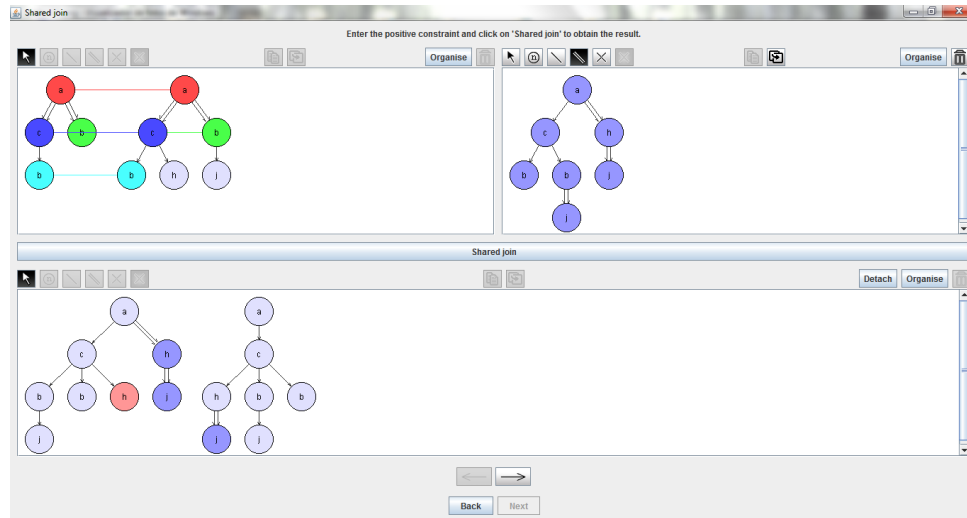 Shared join
Enter the positive constraint and click on 'Shared join' to obtain the result.
n
Organise
n
Organise
a a
c b c b
b b h j
a
c h
b b j
j
Shared join
n
Detach Organise
a a
c h c
b b h j h b b
j j j
Back Next